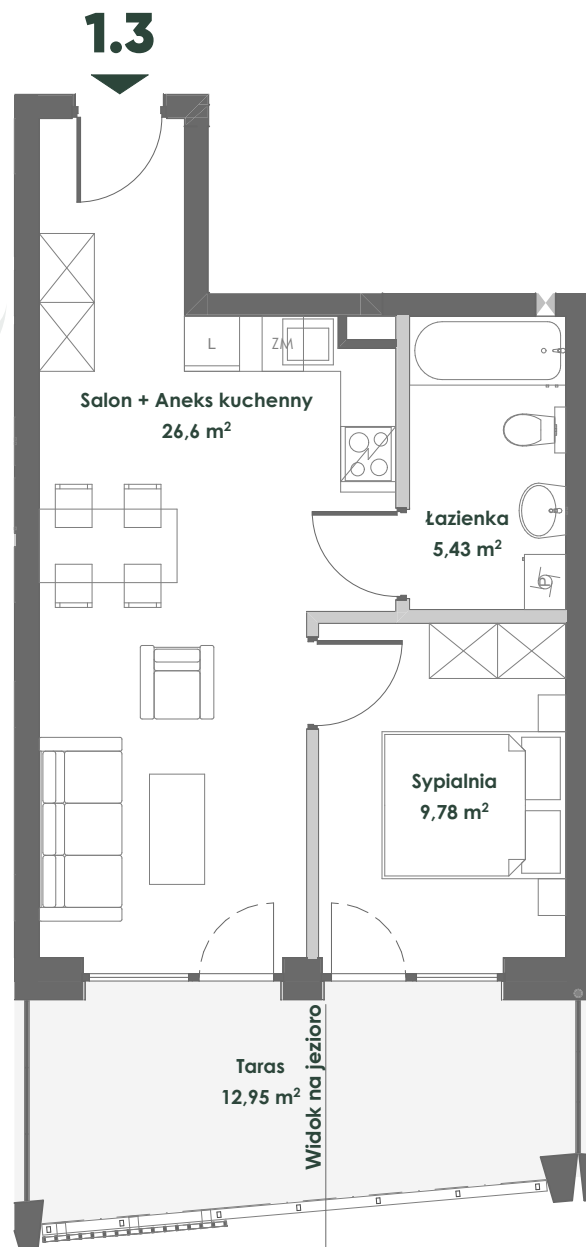 1.3
L
ZM
Salon + Aneks kuchenny
26,6 m²
Łazienka
5,43 m²
Sypialnia
9,78 m²
Taras
12,95 m²
Widok na jezioro